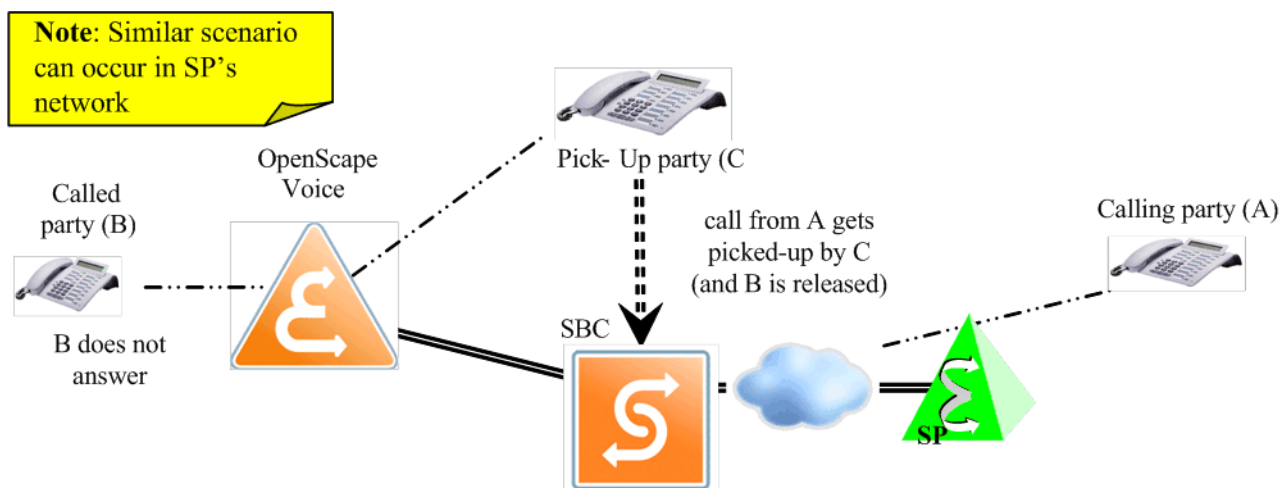 Note: Similar scenario
can occur in SP's
network
OpenScape
Voice
Pick- Up party (C
Called
party (B)
call from A gets
picked-up by C
(and B is released)
Calling party (A)
B does not
answer
SBC
SP